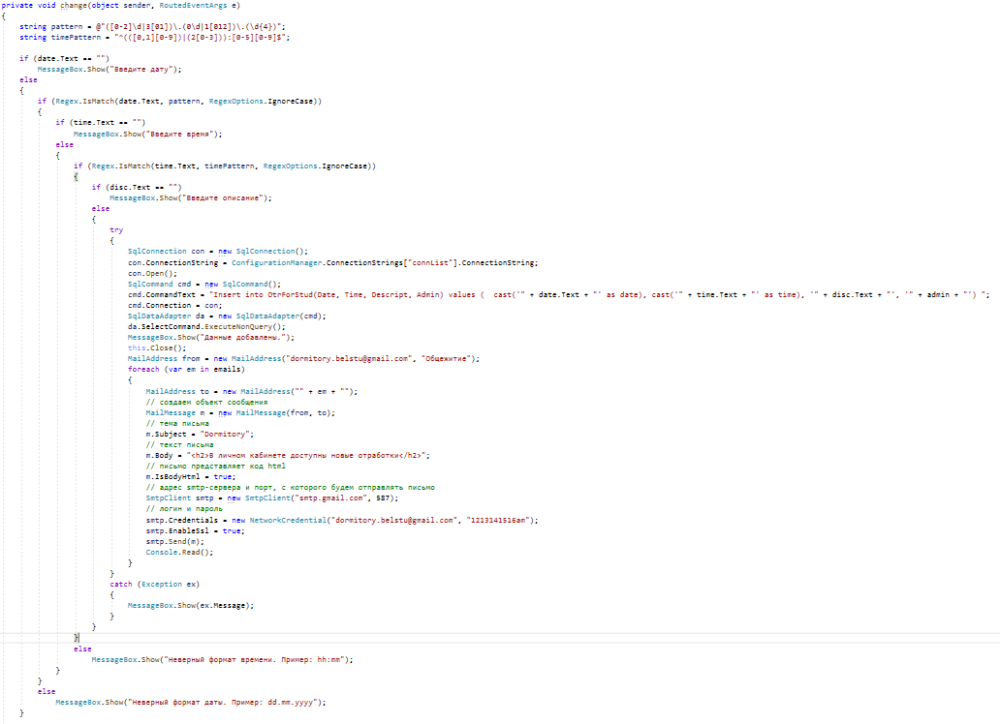 private void change(object sender, RoutedEventArgs e)
{
string pattern = @"([0-2]\d|3[01])\.(0\d|1[012])\.(\d{4})";
string timePattern = "^(([0,1][0-9])|(2[0-3])):[0-5][0-9]$";
if (date.Text == "")
MessageBox.Show("Введите дату");
else
{
if (Regex.IsMatch(date.Text, pattern, RegexOptions.IgnoreCase))
{
if (time.Text == "")
MessageBox.Show("Введите время");
else
{
if (Regex.IsMatch(time.Text, timePattern, RegexOptions.IgnoreCase))
{
if (disc.Text == "")
MessageBox.Show("Введите описание");
else
{
try
{
SqlConnection con = new SqlConnection();
con.ConnectionString = ConfigurationManager.ConnectionStrings["connList"].ConnectionString;
con.Open();
SqlCommand cmd = new SqlCommand();
cmd.CommandText = "Insert into OtrForStud(Date, Time, Descript, Admin) values (  cast('" + date.Text + "' as date), cast('" + time.Text + "' as time), '" + disc.Text + "', '" + admin + "') ";
cmd.Connection = con;
SqlDataAdapter da = new SqlDataAdapter(cmd);
da.SelectCommand.ExecuteNonQuery();
MessageBox.Show("Данные добавлены.");
this.Close();
MailAddress from = new MailAddress("dormitory.belstu@gmail.com", "Общежитие");
foreach (var em in emails)
{
MailAddress to = new MailAddress("" + em + "");
// создаем объект сообщения
MailMessage m = new MailMessage(from, to);
// тема письма
m.Subject = "Dormitory";
// текст письма
m.Body = "<h2>В личном кабинете доступны новые отработки</h2>";
// письмо представляет код html
m.IsBodyHtml = true;
// адрес smtp-сервера и порт, с которого будем отправлять письмо
SmtpClient smtp = new SmtpClient("smtp.gmail.com", 587);
// логин и пароль
smtp.Credentials = new NetworkCredential("dormitory.belstu@gmail.com", "1213141516am");
smtp.EnableSsl = true;
smtp.Send(m);
Console.Read();
}
}
catch (Exception ex)
{
MessageBox.Show(ex.Message);
}
}
}
else
MessageBox.Show("Неверный формат времени. Пример: hh:mm");
}
}
else
MessageBox.Show("Неверный формат даты. Пример: dd.mm.yyyy");
}